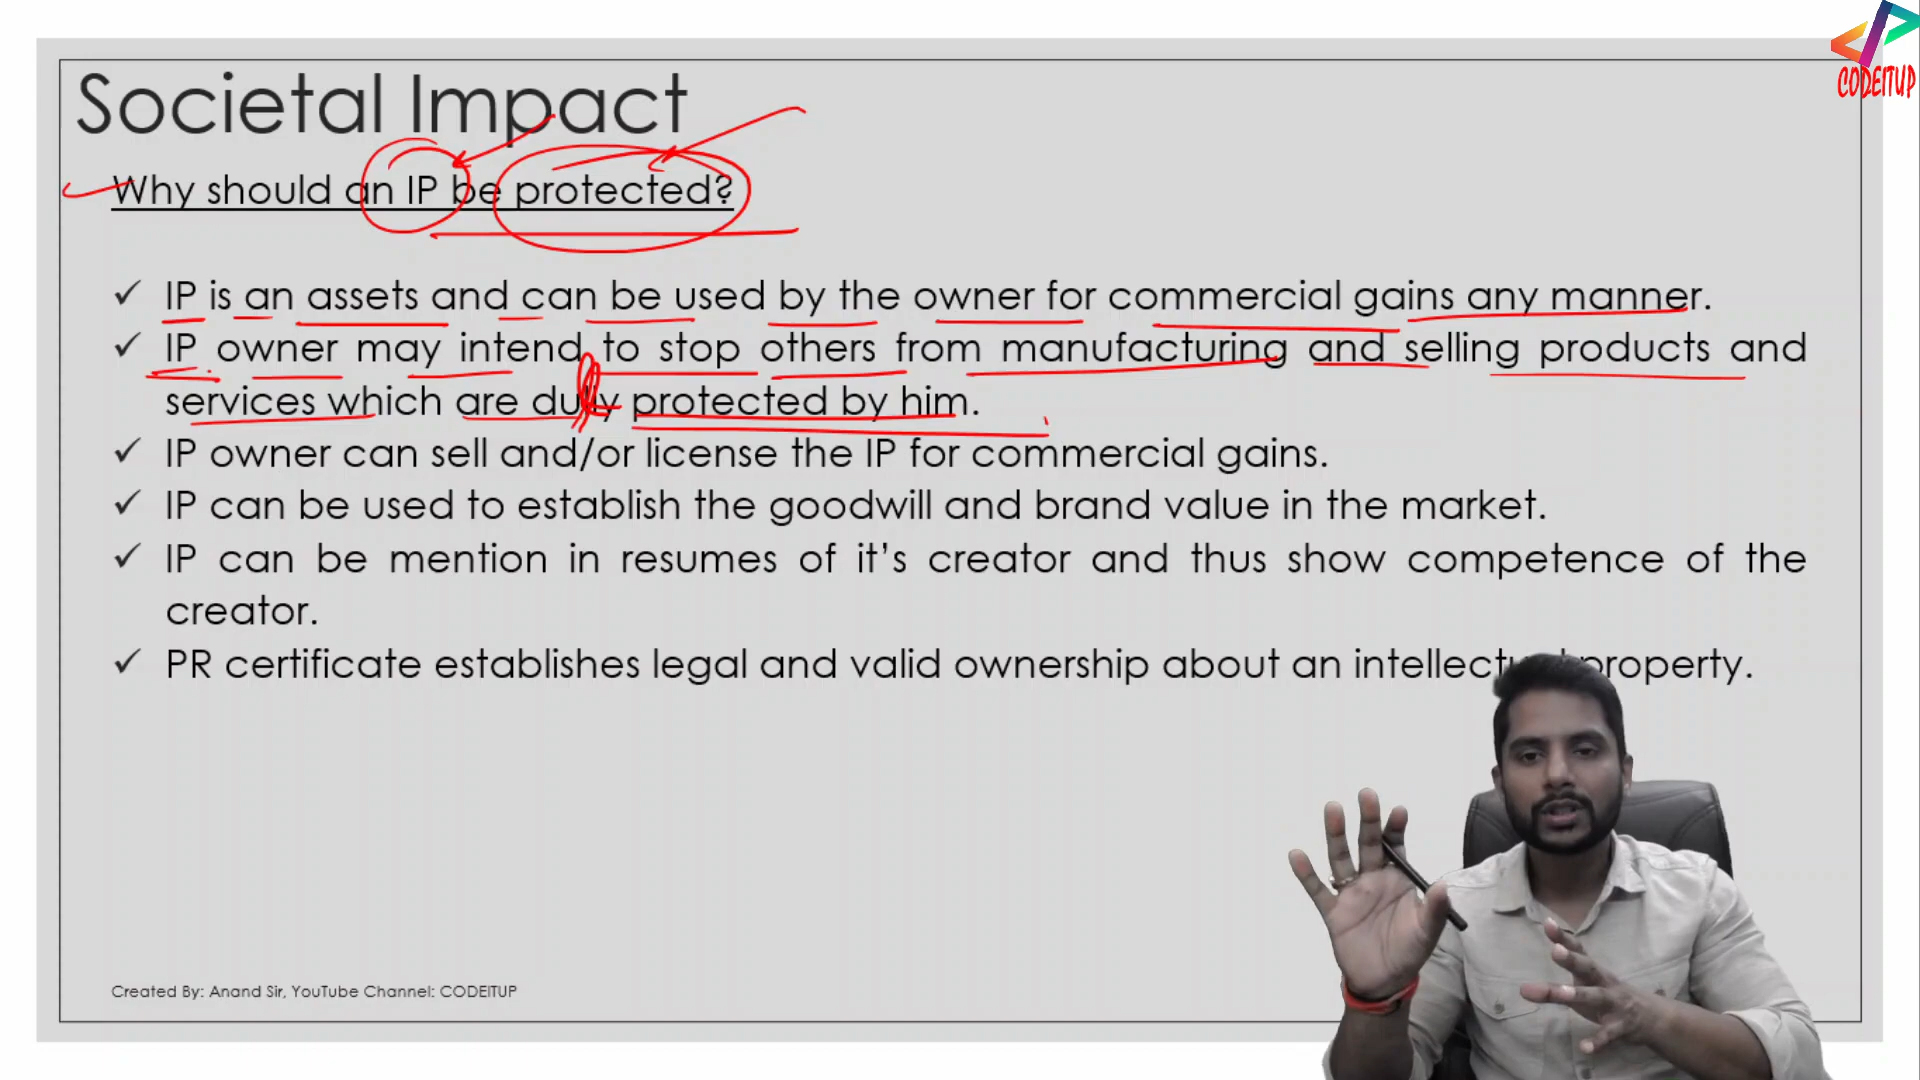 CODEITUP
Societal Impact
Why should an IP be protected?
✓ IP is an assets and can be used by the owner for commercial gains any manner.
✓ IP owner may intend to stop others from manufacturing and selling products and
services which are duly protected by him.
✓ IP owner can sell and/or license the IP for commercial gains.
✓ IP can be used to establish the goodwill and brand value in the market.
✓ IP can be mention in resumes of it's creator and thus show competence of the
creator.
✓ PR certificate establishes legal and valid ownership about an intellectual property.
Created By: Anand Sir, YouTube Channel: CODEITUP